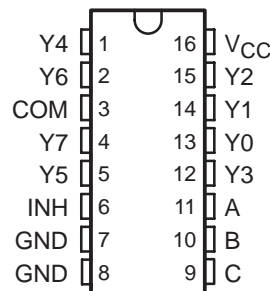 Y4 1 16 VCC
Y6 2 15 Y2
COM 3 14 Y1
Y7 4 13 Y0
Y5 5 12 Y3
INH 6 11 A
GND 7 10 B
GND 8 9 C